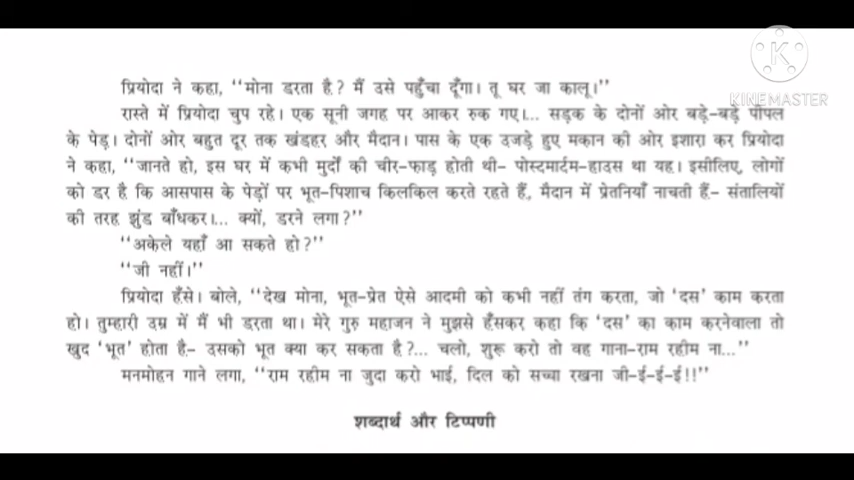 प्रियोदा ने कहा, ‘‘मोना डरता है? मैं उसे पहुँचा दूँगा। तू घर जा कालू।’’
रास्ते में प्रियोदा चुप रहे। एक सूनी जगह पर आकर रुक गए।... सड़क के दोनों ओर बड़े-बड़े पीपल
के पेड़। दोनों ओर बहुत दूर तक खंडहर और मैदान। पास के एक उजड़े हुए मकान की ओर इशारा कर प्रियोदा
ने कहा, ‘‘जानते हो, इस घर में कभी मुर्दों की चीर-फाड़ होती थी- पोस्टमार्टम-हाउस था यह। इसीलिए, लोगों
को डर है कि आसपास के पेड़ों पर भूत-पिशाच किलकिल करते रहते हैं, मैदान में प्रेतनियाँ नाचती हैं- संतालियों
की तरह झुंड बाँधकर।... क्यों, डरने लगा?’’
‘‘अकेले यहाँ आ सकते हो?’’
‘‘जी नहीं।’’
प्रियोदा हँसे। बोले, ‘‘देख मोना, भूत-प्रेत ऐसे आदमी को कभी नहीं तंग करता, जो ‘दस’ काम करता
हो। तुम्हारी उम्र में मैं भी डरता था। मेरे गुरु महाजन ने मुझसे हँसकर कहा कि ‘दस’ का काम करनेवाला तो
खुद ‘भूत’ होता है- उसको भूत क्या कर सकता है?... चलो, शुरू करो तो वह गाना-राम रहीम ना...’’
मनमोहन गाने लगा, ‘‘राम रहीम ना जुदा करो भाई, दिल को सच्चा रखना जी-ई-ई-ई!!’’
शब्दार्थ और टिप्पणी
KINEMASTER